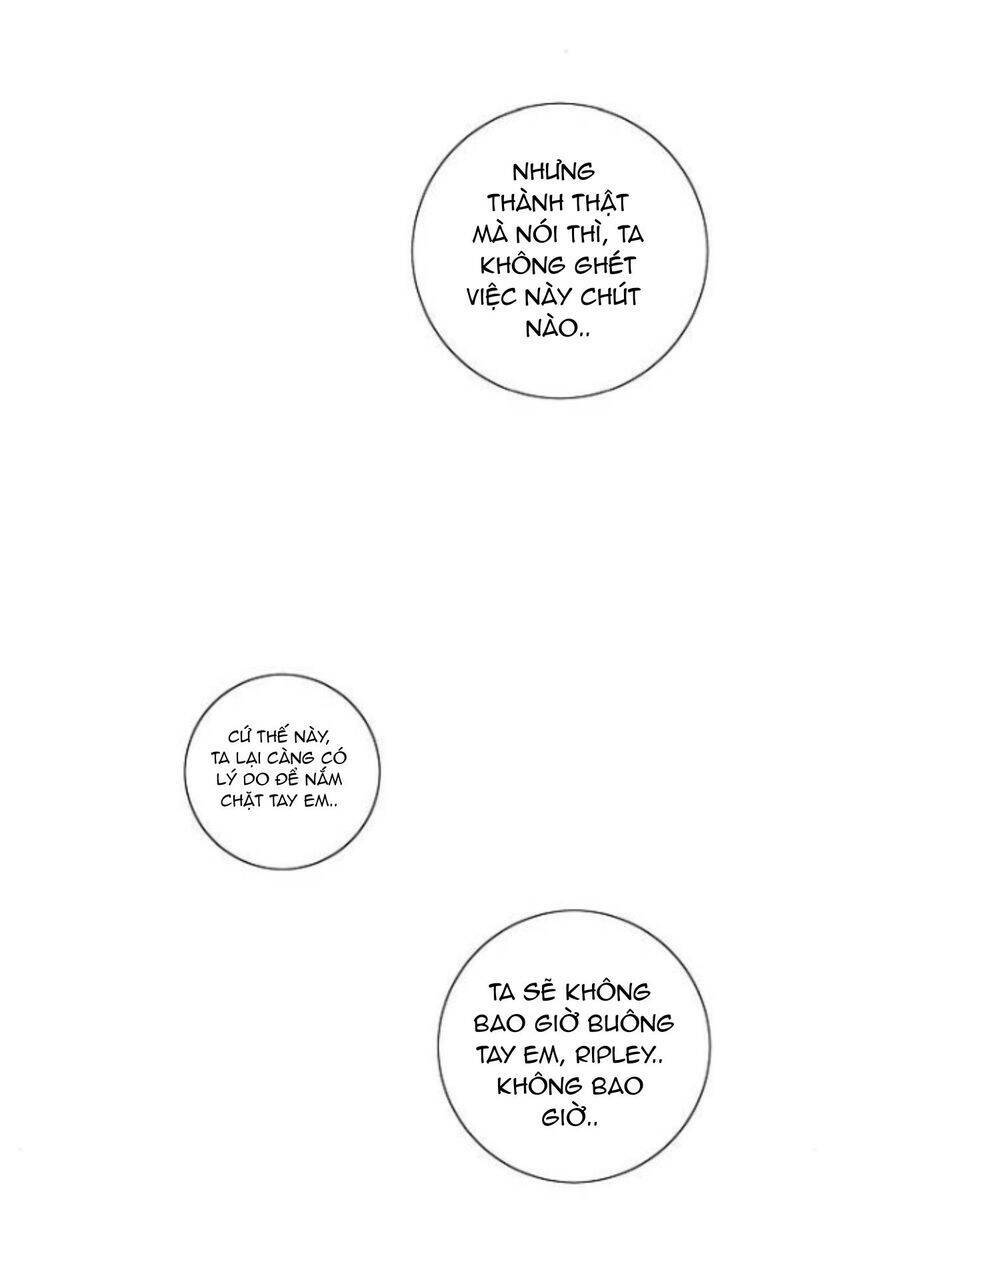 NHƯNG
THÀNH THẬT
MÀ NÓI THÌ, TA
KHÔNG GHÉT
VIỆC NÀY CHÚT
NÀO..
CỨ THẾ NÀY,
TA LẠI CÀNG CÓ
LÝ DO ĐỂ NẮM
CHẶT TAY EM..
TA SẼ KHÔNG
BAO GIỜ BUÔNG
TAY EM, RIPLEY..
KHÔNG BAO
GIỜ..